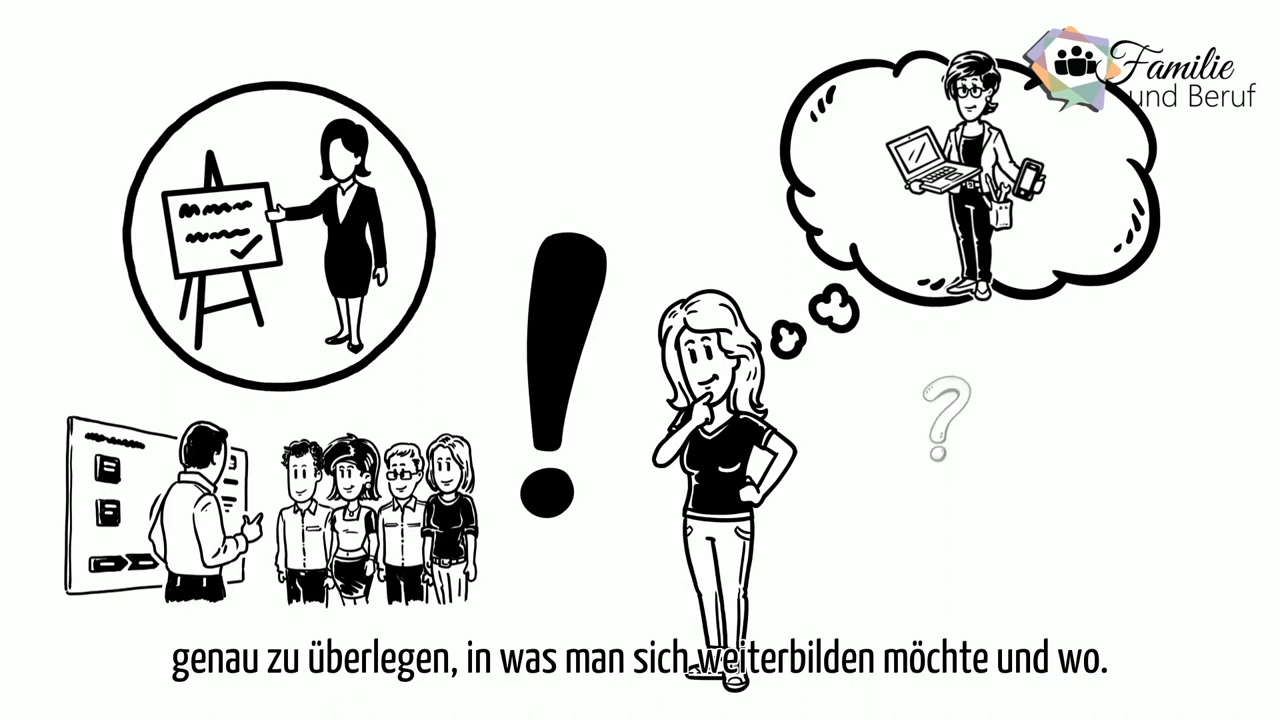 Familie
und Beruf
genau zu überlegen, in was man sich weiterbilden möchte und wo.